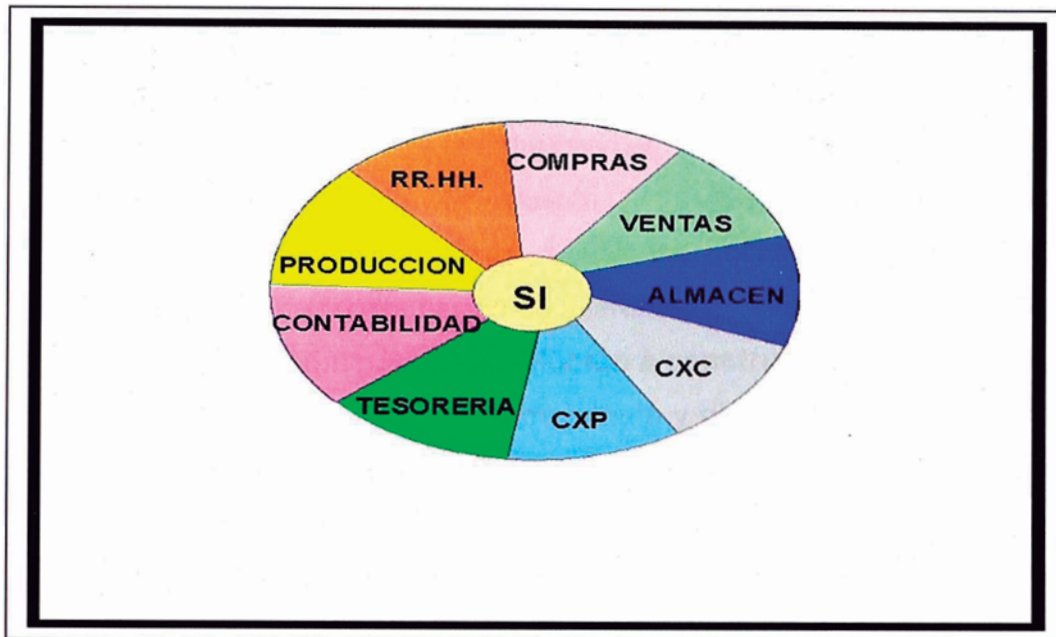 COMPRAS
RR.HH.
VENTAS
PRODUCCION
SI
ALMACEN
CONTABILIDAD
CXC
TESORERIA
CXP